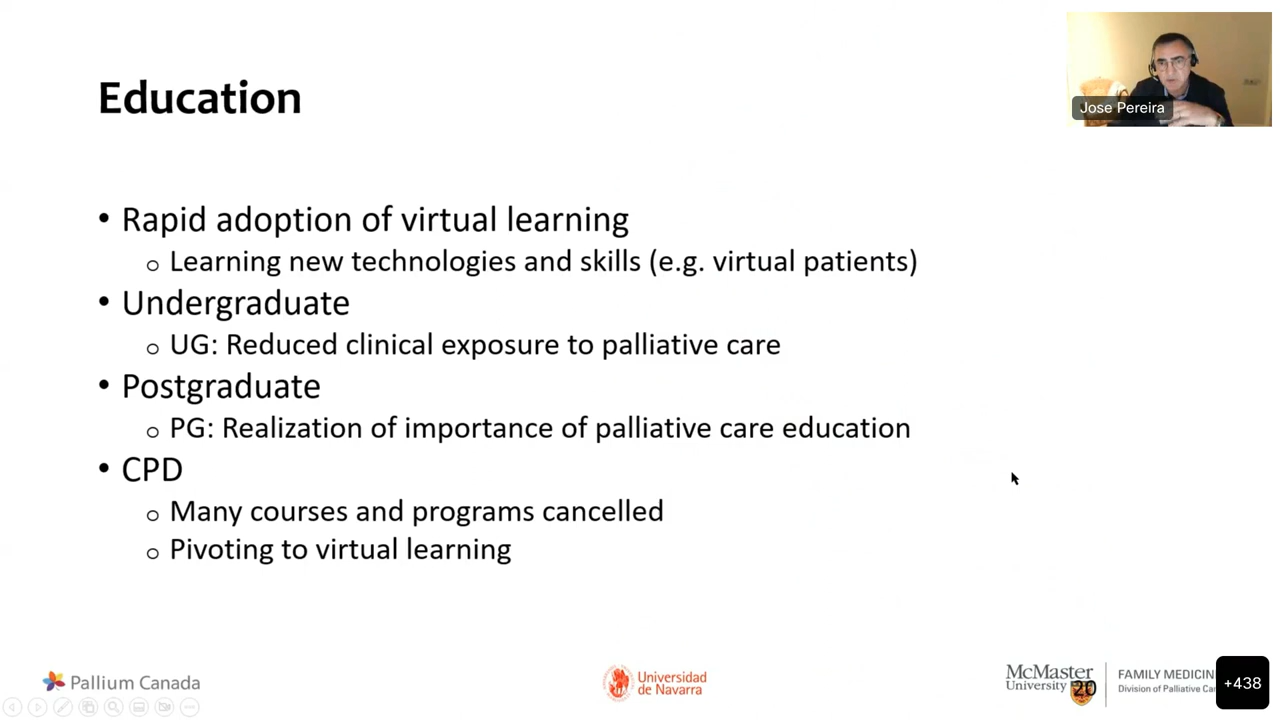 Jose Pereira
Education
• Rapid adoption of virtual learning
o Learning new technologies and skills (e.g. virtual patients)
• Undergraduate
o UG: Reduced clinical exposure to palliative care
• Postgraduate
o PG: Realization of importance of palliative care education
• CPD
o Many courses and programs cancelled
o Pivoting to virtual learning
Pallium Canada
Universidad
de Navarra
McMaster
University
20
FAMILY MEDICIN
Division of Palliative Car
+438